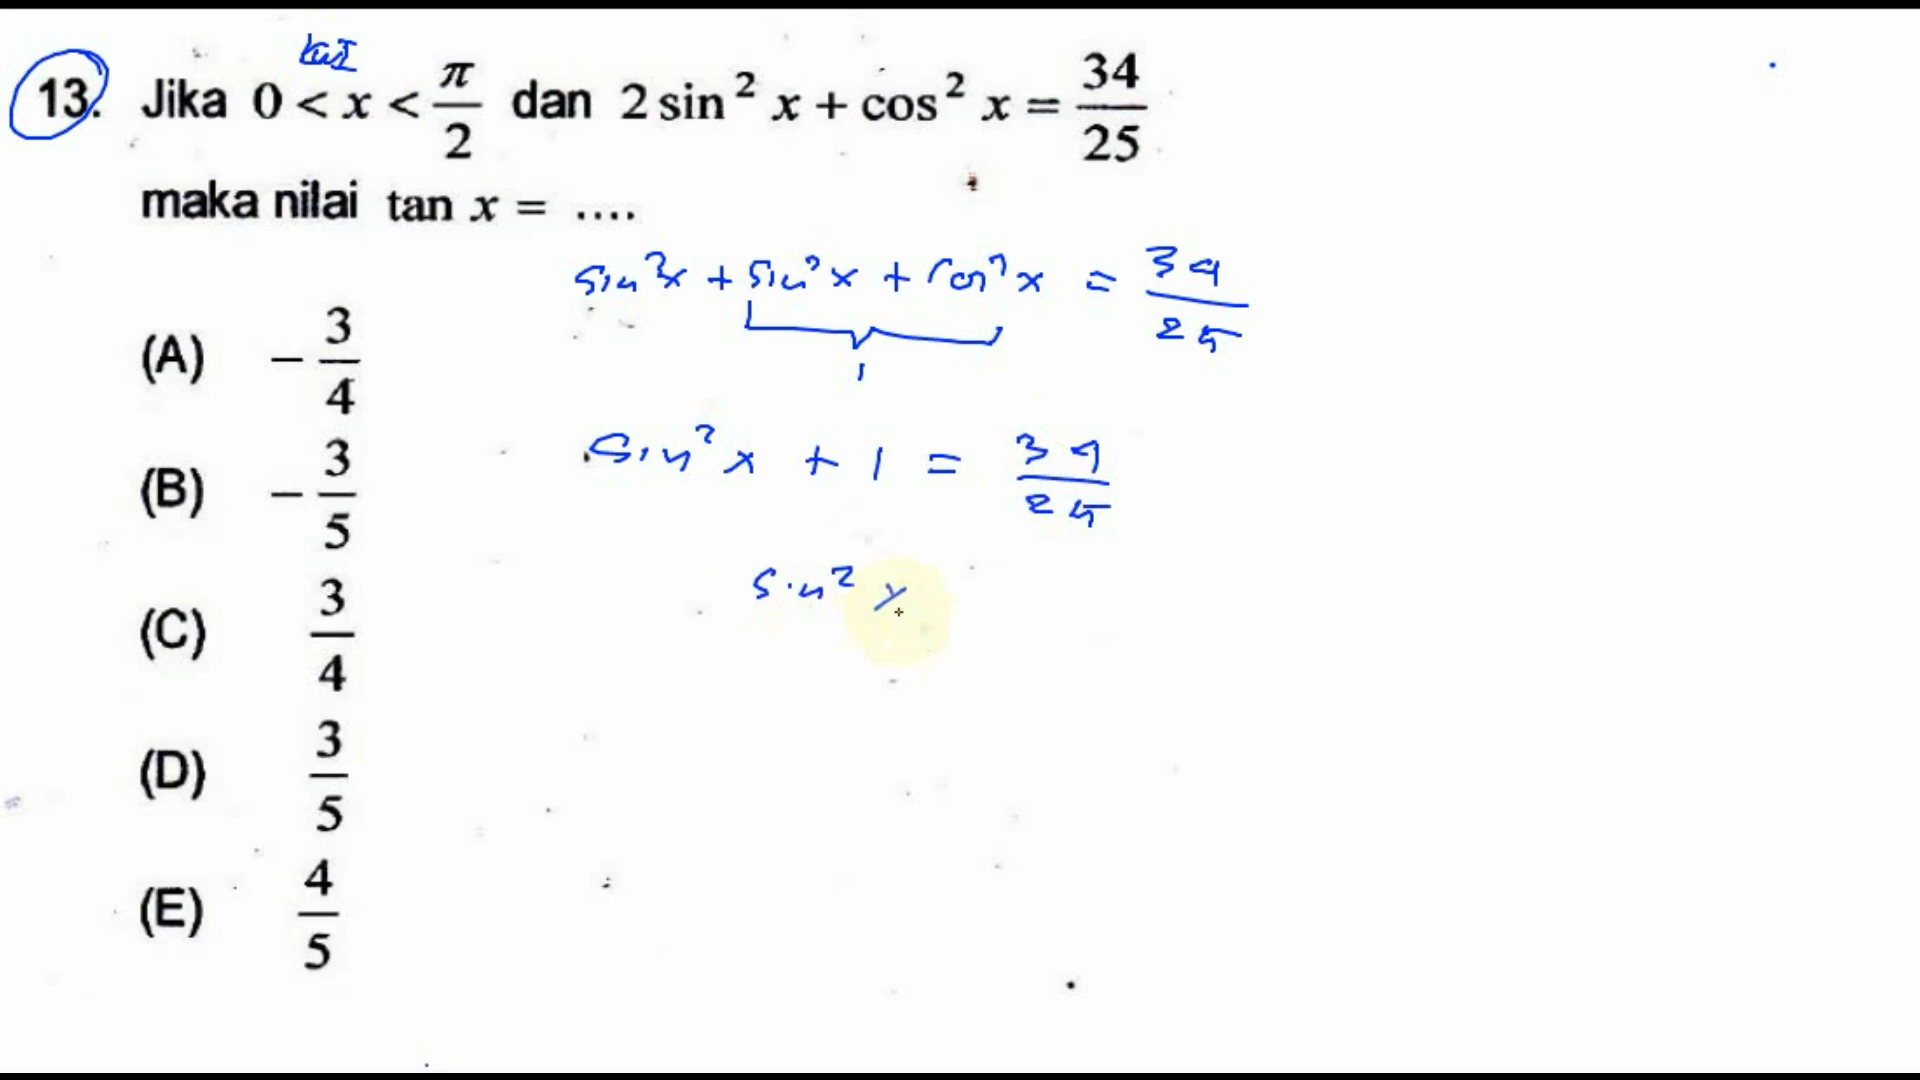 13. Jika 0 < x < π/2 dan 2 sin² x + cos² x = 34/25
maka nilai tan x = ....
sin²x + sin²x + cos²x = 34/25
1
(A) − 3/4
sin²x + 1 = 34/25
(B) − 3/5
sin² x
(C) 3/4
(D) 3/5
(E) 4/5